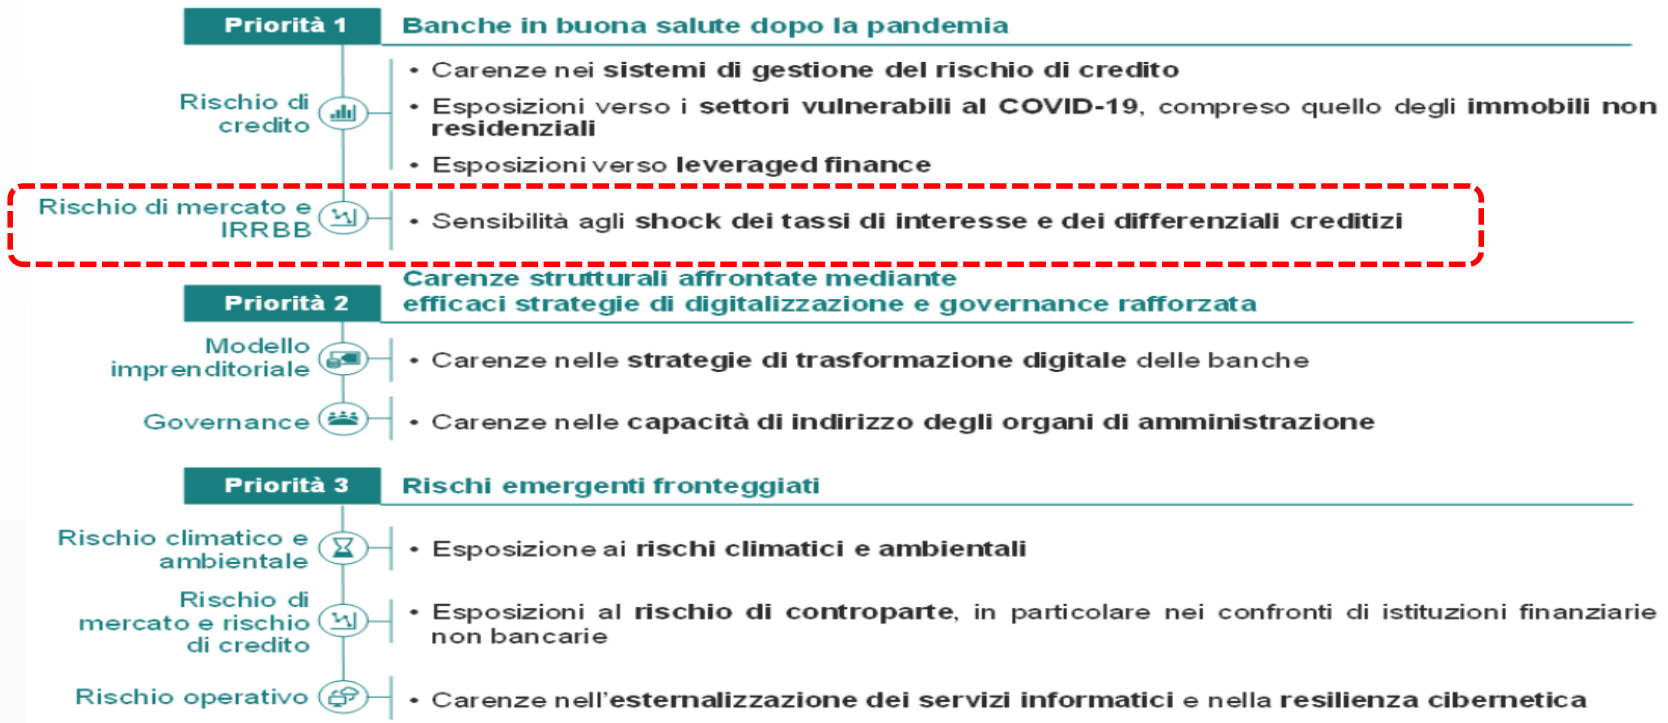 Priorità 1
Banche in buona salute dopo la pandemia
Rischio di
credito
• Carenze nei sistemi di gestione del rischio di credito
• Esposizioni verso i settori vulnerabili al COVID-19, compreso quello degli immobili non
residenziali
• Esposizioni verso leveraged finance
Rischio di mercato e
IRRBB
• Sensibilità agli shock dei tassi di interesse e dei differenziali creditizi
Priorità 2
Carenze strutturali affrontate mediante
efficaci strategie di digitalizzazione e governance rafforzata
Modello
imprenditoriale
• Carenze nelle strategie di trasformazione digitale delle banche
Governance
• Carenze nelle capacità di indirizzo degli organi di amministrazione
Priorità 3
Rischi emergenti fronteggiati
Rischio climatico e
ambientale
• Esposizione ai rischi climatici e ambientali
Rischio di
mercato e rischio
di credito
• Esposizioni al rischio di controparte, in particolare nei confronti di istituzioni finanziarie
non bancarie
Rischio operativo
• Carenze nell'esternalizzazione dei servizi informatici e nella resilienza cibernetica